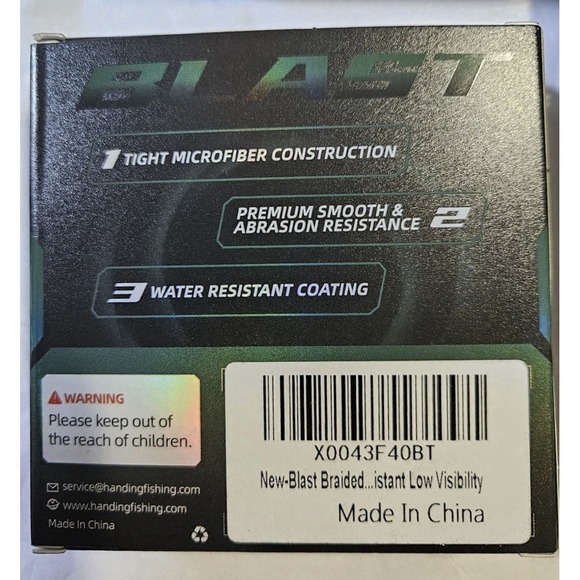 BLAST
1 TIGHT MICROFIBER CONSTRUCTION
PREMIUM SMOOTH &
ABRASION RESISTANCE 2
3 WATER RESISTANT COATING
WARNING
Please keep out of
the reach of children.
service@handingfishing.com
www.handingfishing.com
Made In China
X0043F40BT
New-Blast Braided...istant Low Visibility
Made In China